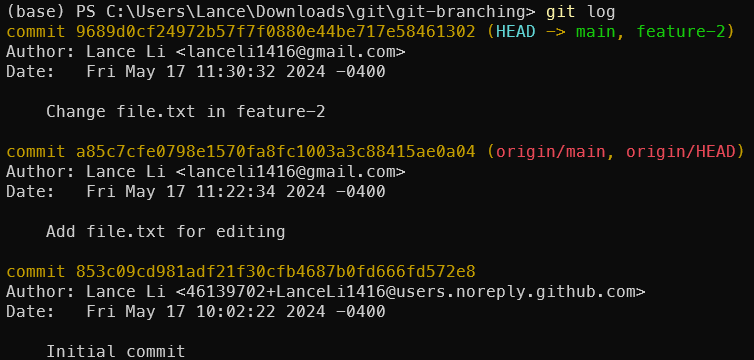 (base) PS C:\Users\Lance\Downloads\git\git-branching> git log
commit 9689d0cf24972b57f7f0880e44be717e58461302 (HEAD -> main, feature-2)
Author: Lance Li <lanceli1416@gmail.com>
Date:   Fri May 17 11:30:32 2024 -0400
    Change file.txt in feature-2
commit a85c7cfe0798e1570fa8fc1003a3c88415ae0a04 (origin/main, origin/HEAD)
Author: Lance Li <lanceli1416@gmail.com>
Date:   Fri May 17 11:22:34 2024 -0400
    Add file.txt for editing
commit 853c09cd981adf21f30cfb4687b0fd666fd572e8
Author: Lance Li <46139702+LanceLi1416@users.noreply.github.com>
Date:   Fri May 17 10:02:22 2024 -0400
    Initial commit